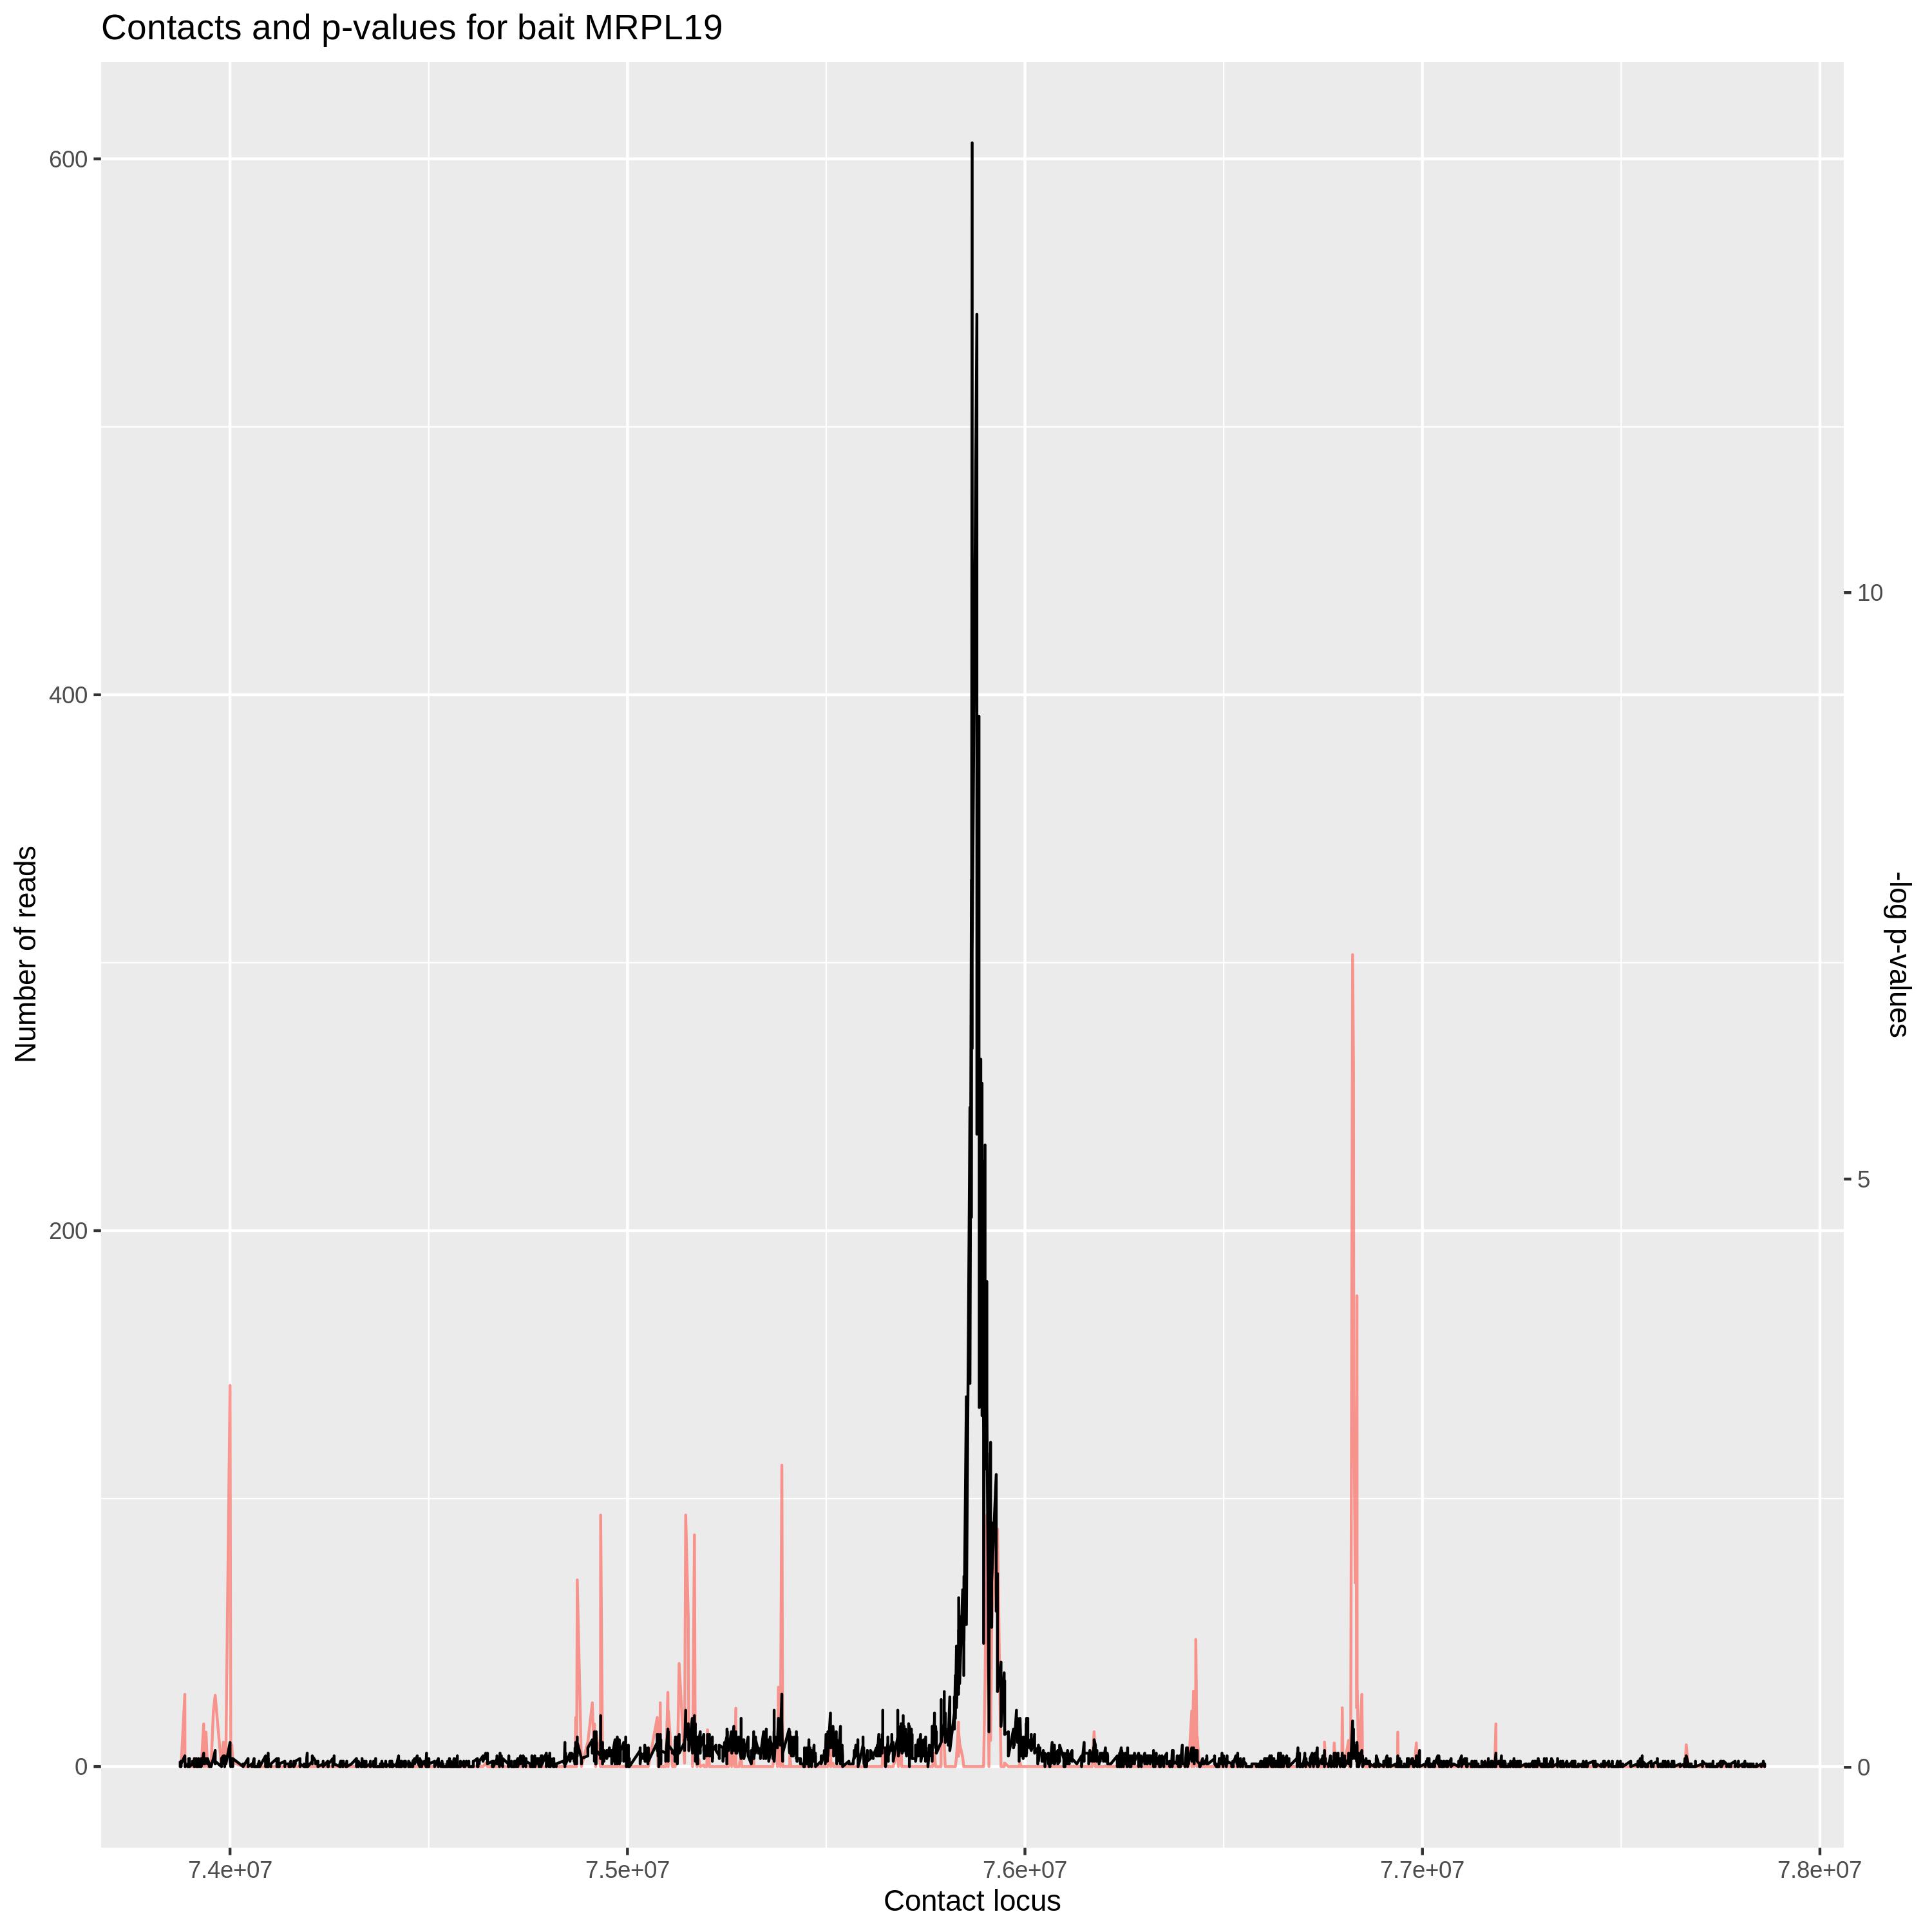 Contacts and p-values for bait MRPL19
600
400
200
0
Number of reads
10
5
0
-log p-values
7.4e+07
7.5e+07
7.6e+07
7.7e+07
7.8e+07
Contact locus